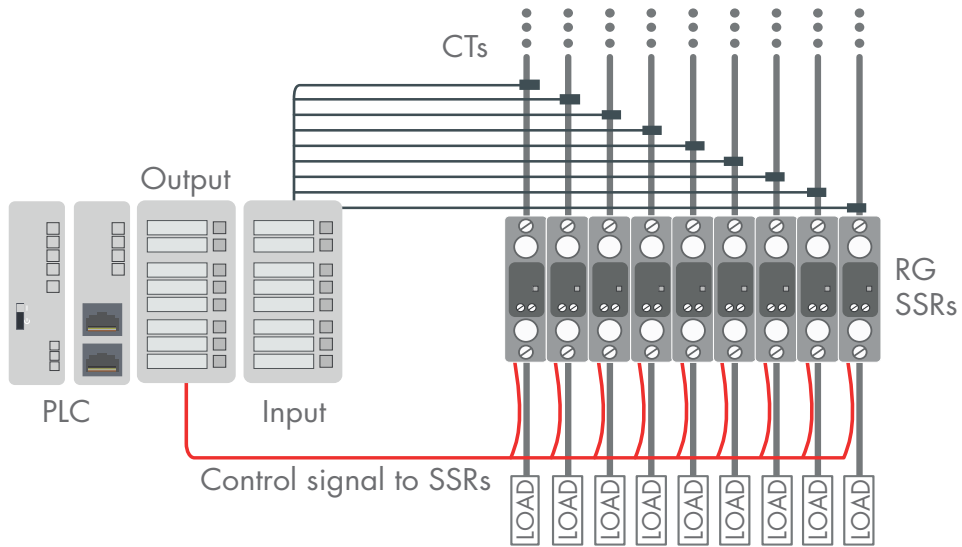 CTs
Output
RG
SSRs
PLC
Input
Control signal to SSRs
LOAD
LOAD
LOAD
LOAD
LOAD
LOAD
LOAD
LOAD
LOAD